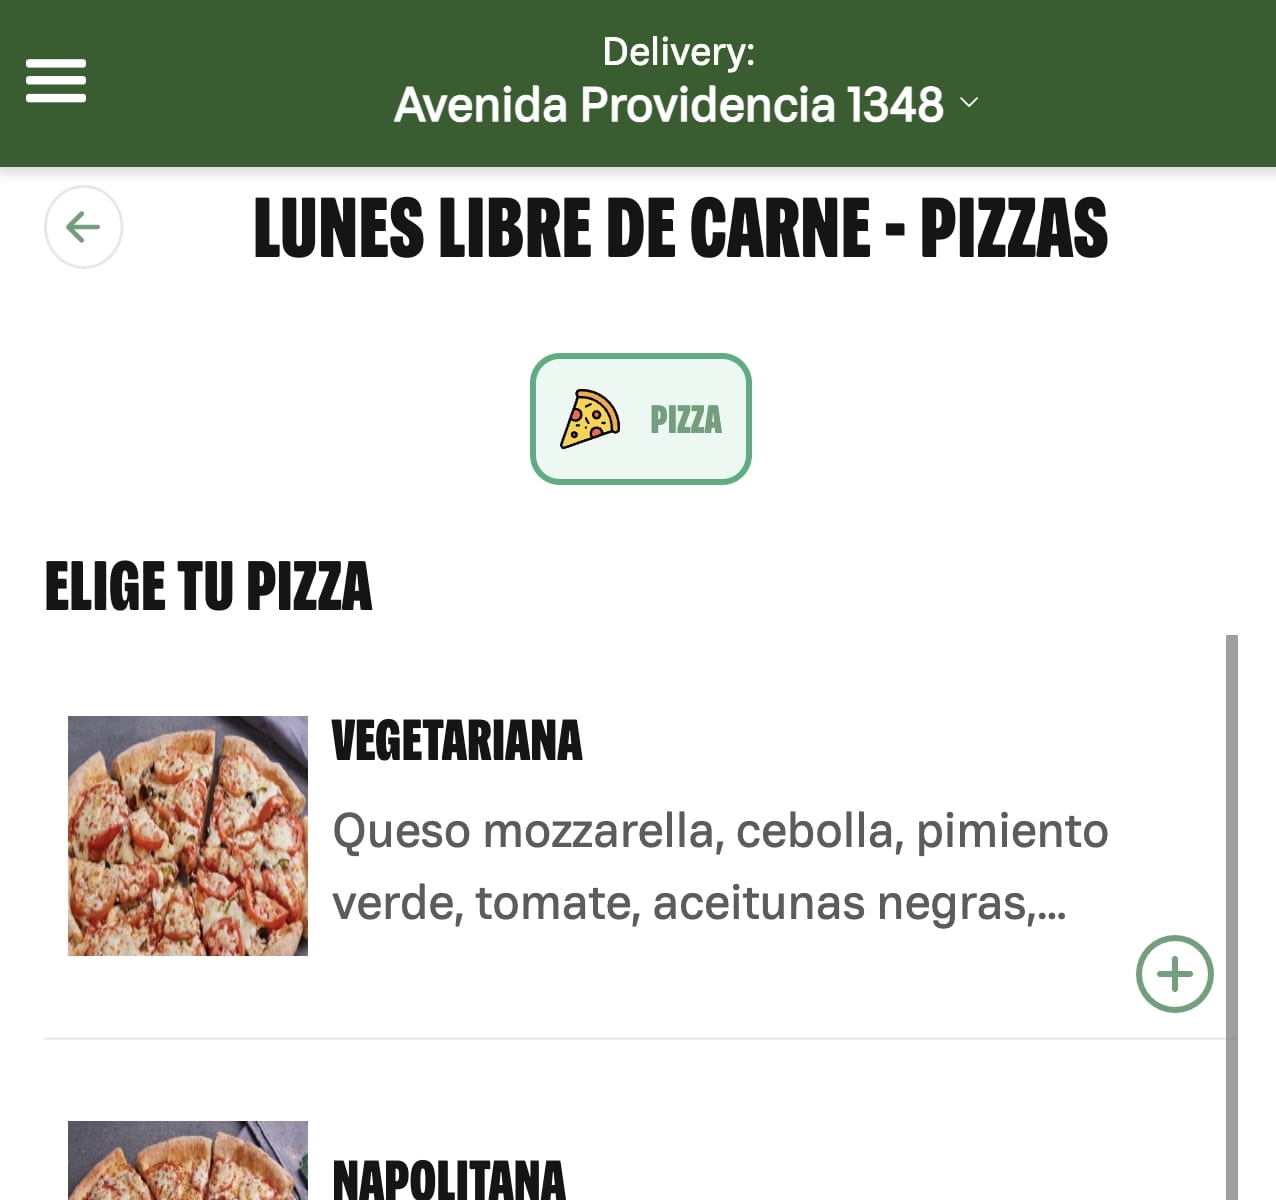 Delivery:
Avenida Providencia 1348
LUNES LIBRE DE CARNE - PIZZAS
PIZZA
ELIGE TU PIZZA
VEGETARIANA
Queso mozzarella, cebolla, pimiento
verde, tomate, aceitunas negras,...
NAPOLITANA